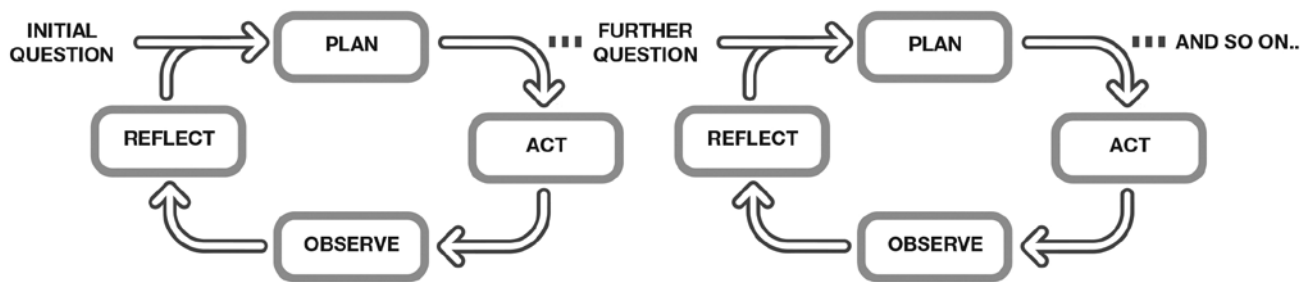 INITIAL
QUESTION
PLAN
ACT
OBSERVE
REFLECT
FURTHER
QUESTION
PLAN
ACT
OBSERVE
REFLECT
AND SO ON..